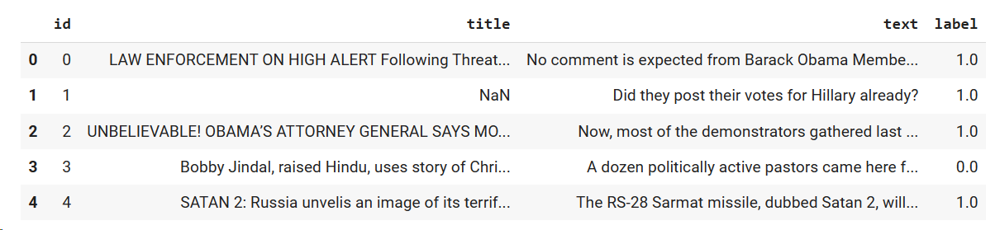 id title text label
0 0 LAW ENFORCEMENT ON HIGH ALERT Following Threat... No comment is expected from Barack Obama Membe... 1.0
1 1 NaN Did they post their votes for Hillary already? 1.0
2 2 UNBELIEVABLE! OBAMA’S ATTORNEY GENERAL SAYS MO... Now, most of the demonstrators gathered last ... 1.0
3 3 Bobby Jindal, raised Hindu, uses story of Chri... A dozen politically active pastors came here f... 0.0
4 4 SATAN 2: Russia unvelis an image of its terrif... The RS-28 Sarmat missile, dubbed Satan 2, will... 1.0